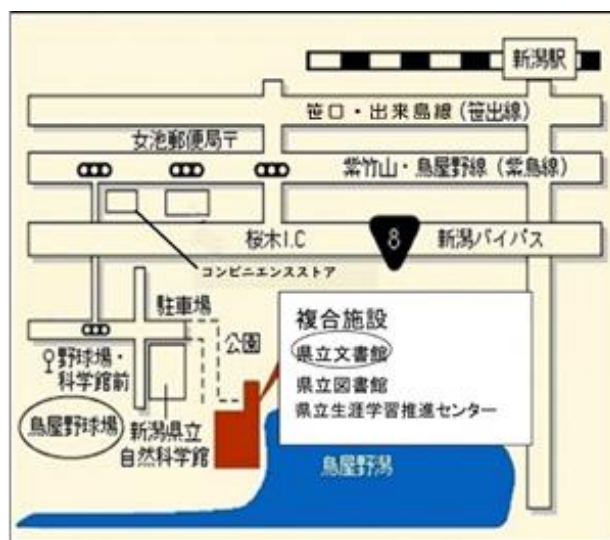 新潟駅
笹口・出来島線(笹出線)
女池郵便局〒
紫竹山・鳥屋野線(紫鳥線)
桜木I.C
8
新潟バイパス
コンビニエンスストア
駐車場
公園
複合施設
県立文書館
県立図書館
県立生涯学習推進センター
野球場・
科学館前
鳥屋野球場
新潟県立
自然科学館
鳥屋野潟